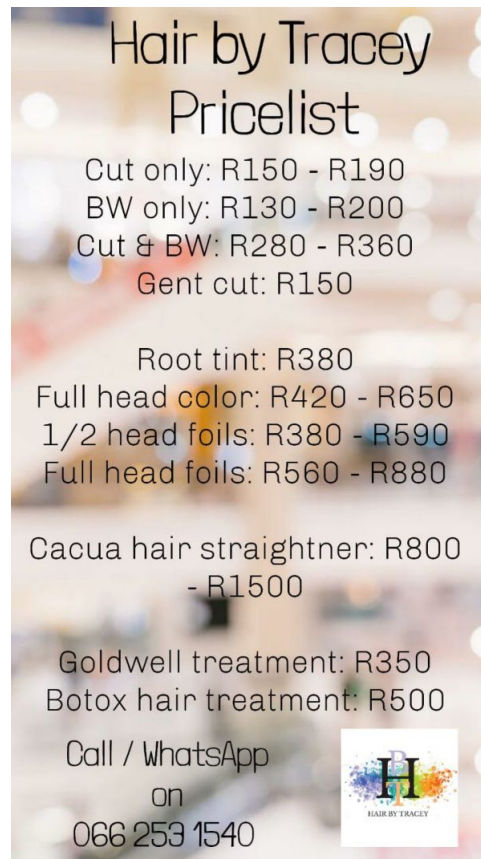 Hair by Tracey
Pricelist
Cut only: R150 - R190
BW only: R130 - R200
Cut & BW: R280 - R360
Gent cut: R150
Root tint: R380
Full head color: R420 - R650
1/2 head foils: R380 - R590
Full head foils: R560 - R880
Cacua hair straightner: R800
- R1500
Goldwell treatment: R350
Botox hair treatment: R500
Call / WhatsApp
on
066 253 1540
B
H
T
HAIR BY TRACEY